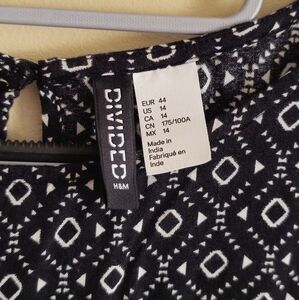 DIVIDED
H&M
EUR 44
US 14
CA 14
CN 175/100A
MX 14
Made in
India
Fabriqué en
Inde